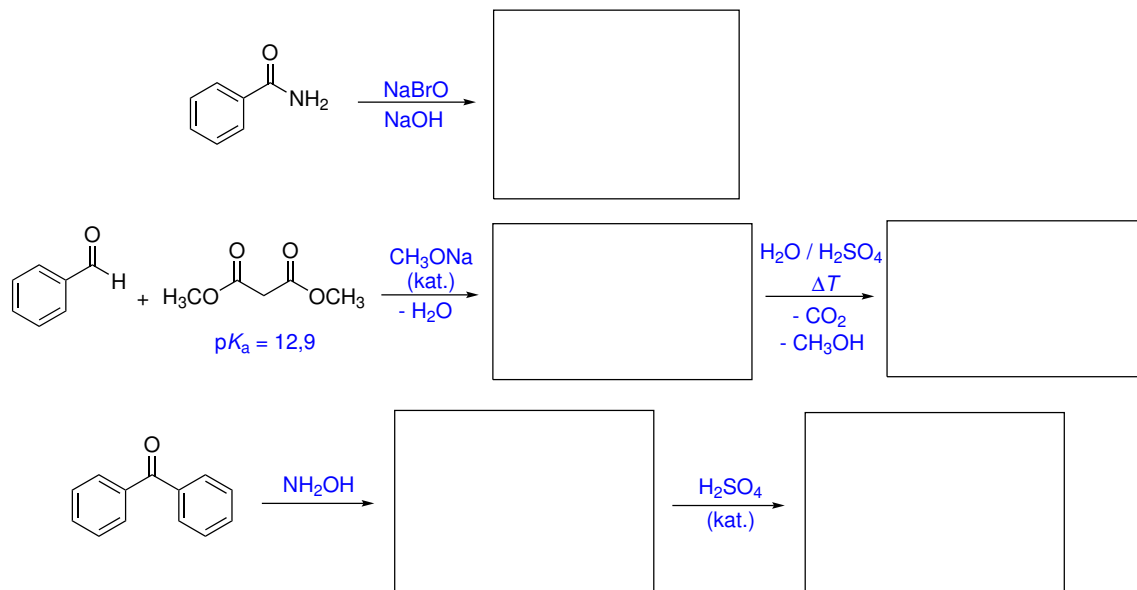 O
NH₂
NaBrO
NaOH
O
H
+
O O
H₃CO OCH₃
pKₐ = 12,9
CH₃ONa
(kat.)
- H₂O
H₂O / H₂SO₄
ΔT
- CO₂
- CH₃OH
O
NH₂OH
H₂SO₄
(kat.)